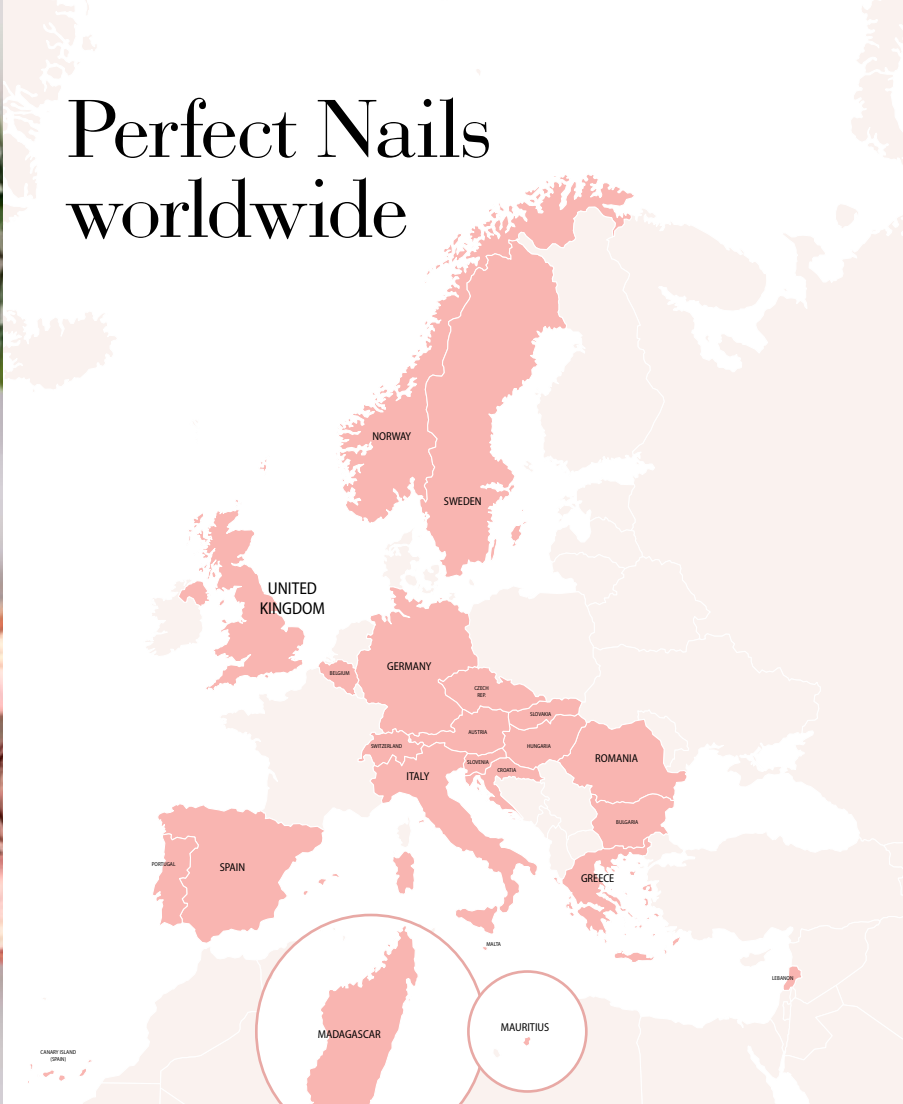 Perfect Nails
worldwide
NORWAY
SWEDEN
UNITED
KINGDOM
GERMANY
BELGIUM
CZECH
REP.
SLOVAKIA
AUSTRIA
SWITZERLAND
HUNGARIA
SLOVENIA
CROATIA
ROMANIA
ITALY
BULGARIA
PORTUGAL
SPAIN
GREECE
MALTA
LEBANON
MADAGASCAR
MAURITIUS
CANARY ISLAND
(SPAIN)